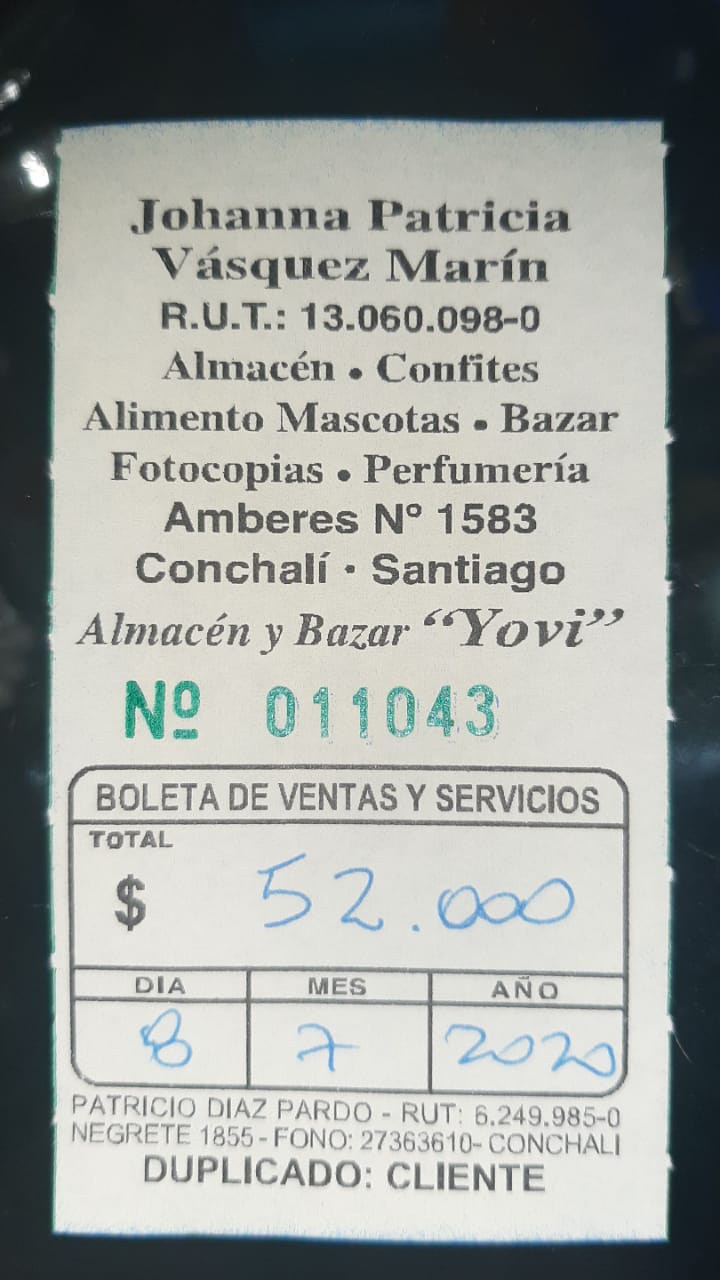 Johanna Patricia
Vásquez Marín
R.U.T.: 13.060.098-0
Almacén • Confites
Alimento Mascotas • Bazar
Fotocopias • Perfumería
Amberes Nº 1583
Conchalí · Santiago
Almacén y Bazar “Yovi”
Nº 011043
BOLETA DE VENTAS Y SERVICIOS
TOTAL
$ 52.000
DIA MES AÑO
8 7 2020
PATRICIO DIAZ PARDO - RUT: 6.249.985-0
NEGRETE 1855 - FONO: 27363610- CONCHALI
DUPLICADO: CLIENTE